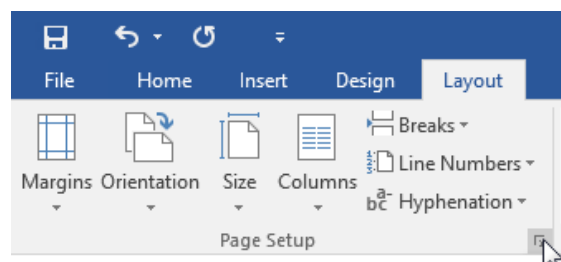 File Home Insert Design Layout
Breaks
Line Numbers
Margins Orientation Size Columns
Hyphenation
Page Setup